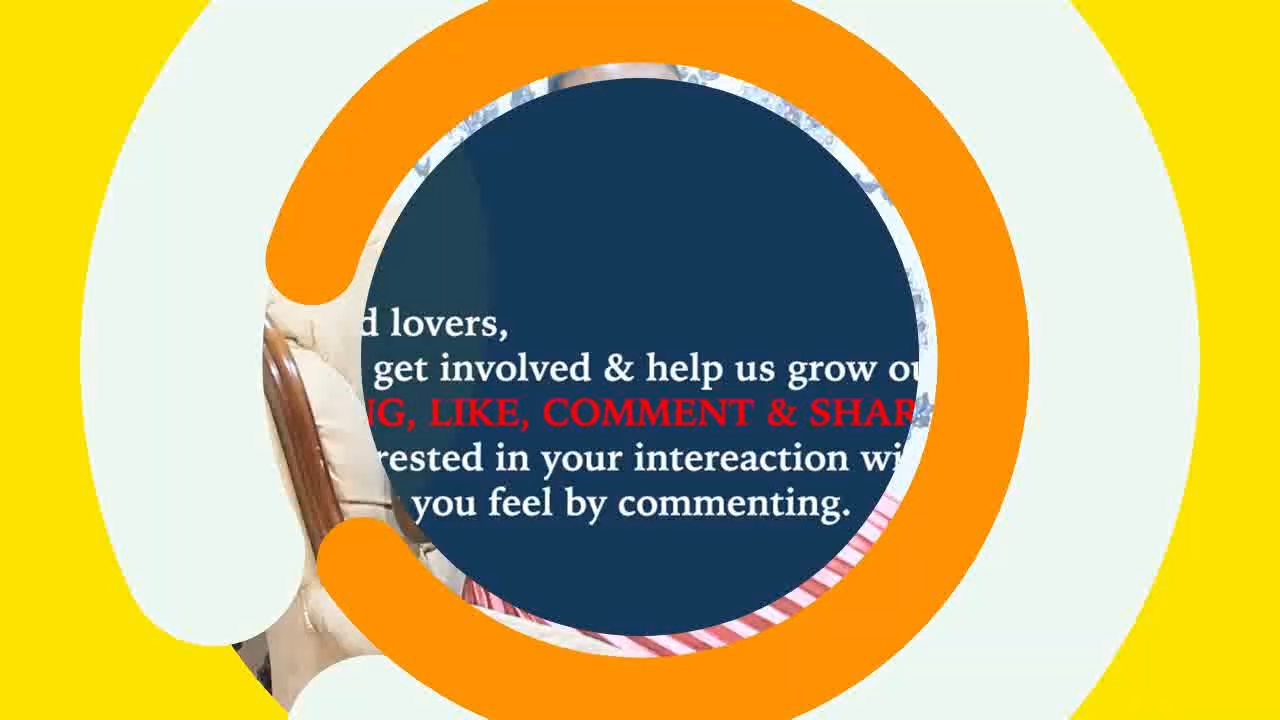 d lovers,
get involved & help us grow ou
NG, LIKE, COMMENT & SHAR
rested in your intereaction wi
you feel by commenting.